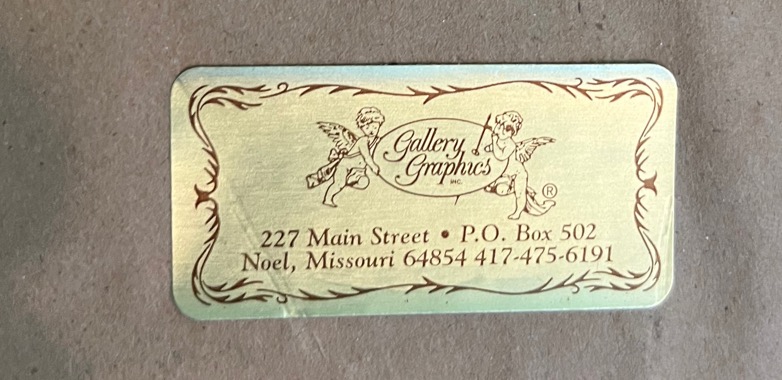 Gallery
Graphics
INC.
®
227 Main Street • P.O. Box 502
Noel, Missouri 64854 417-475-6191